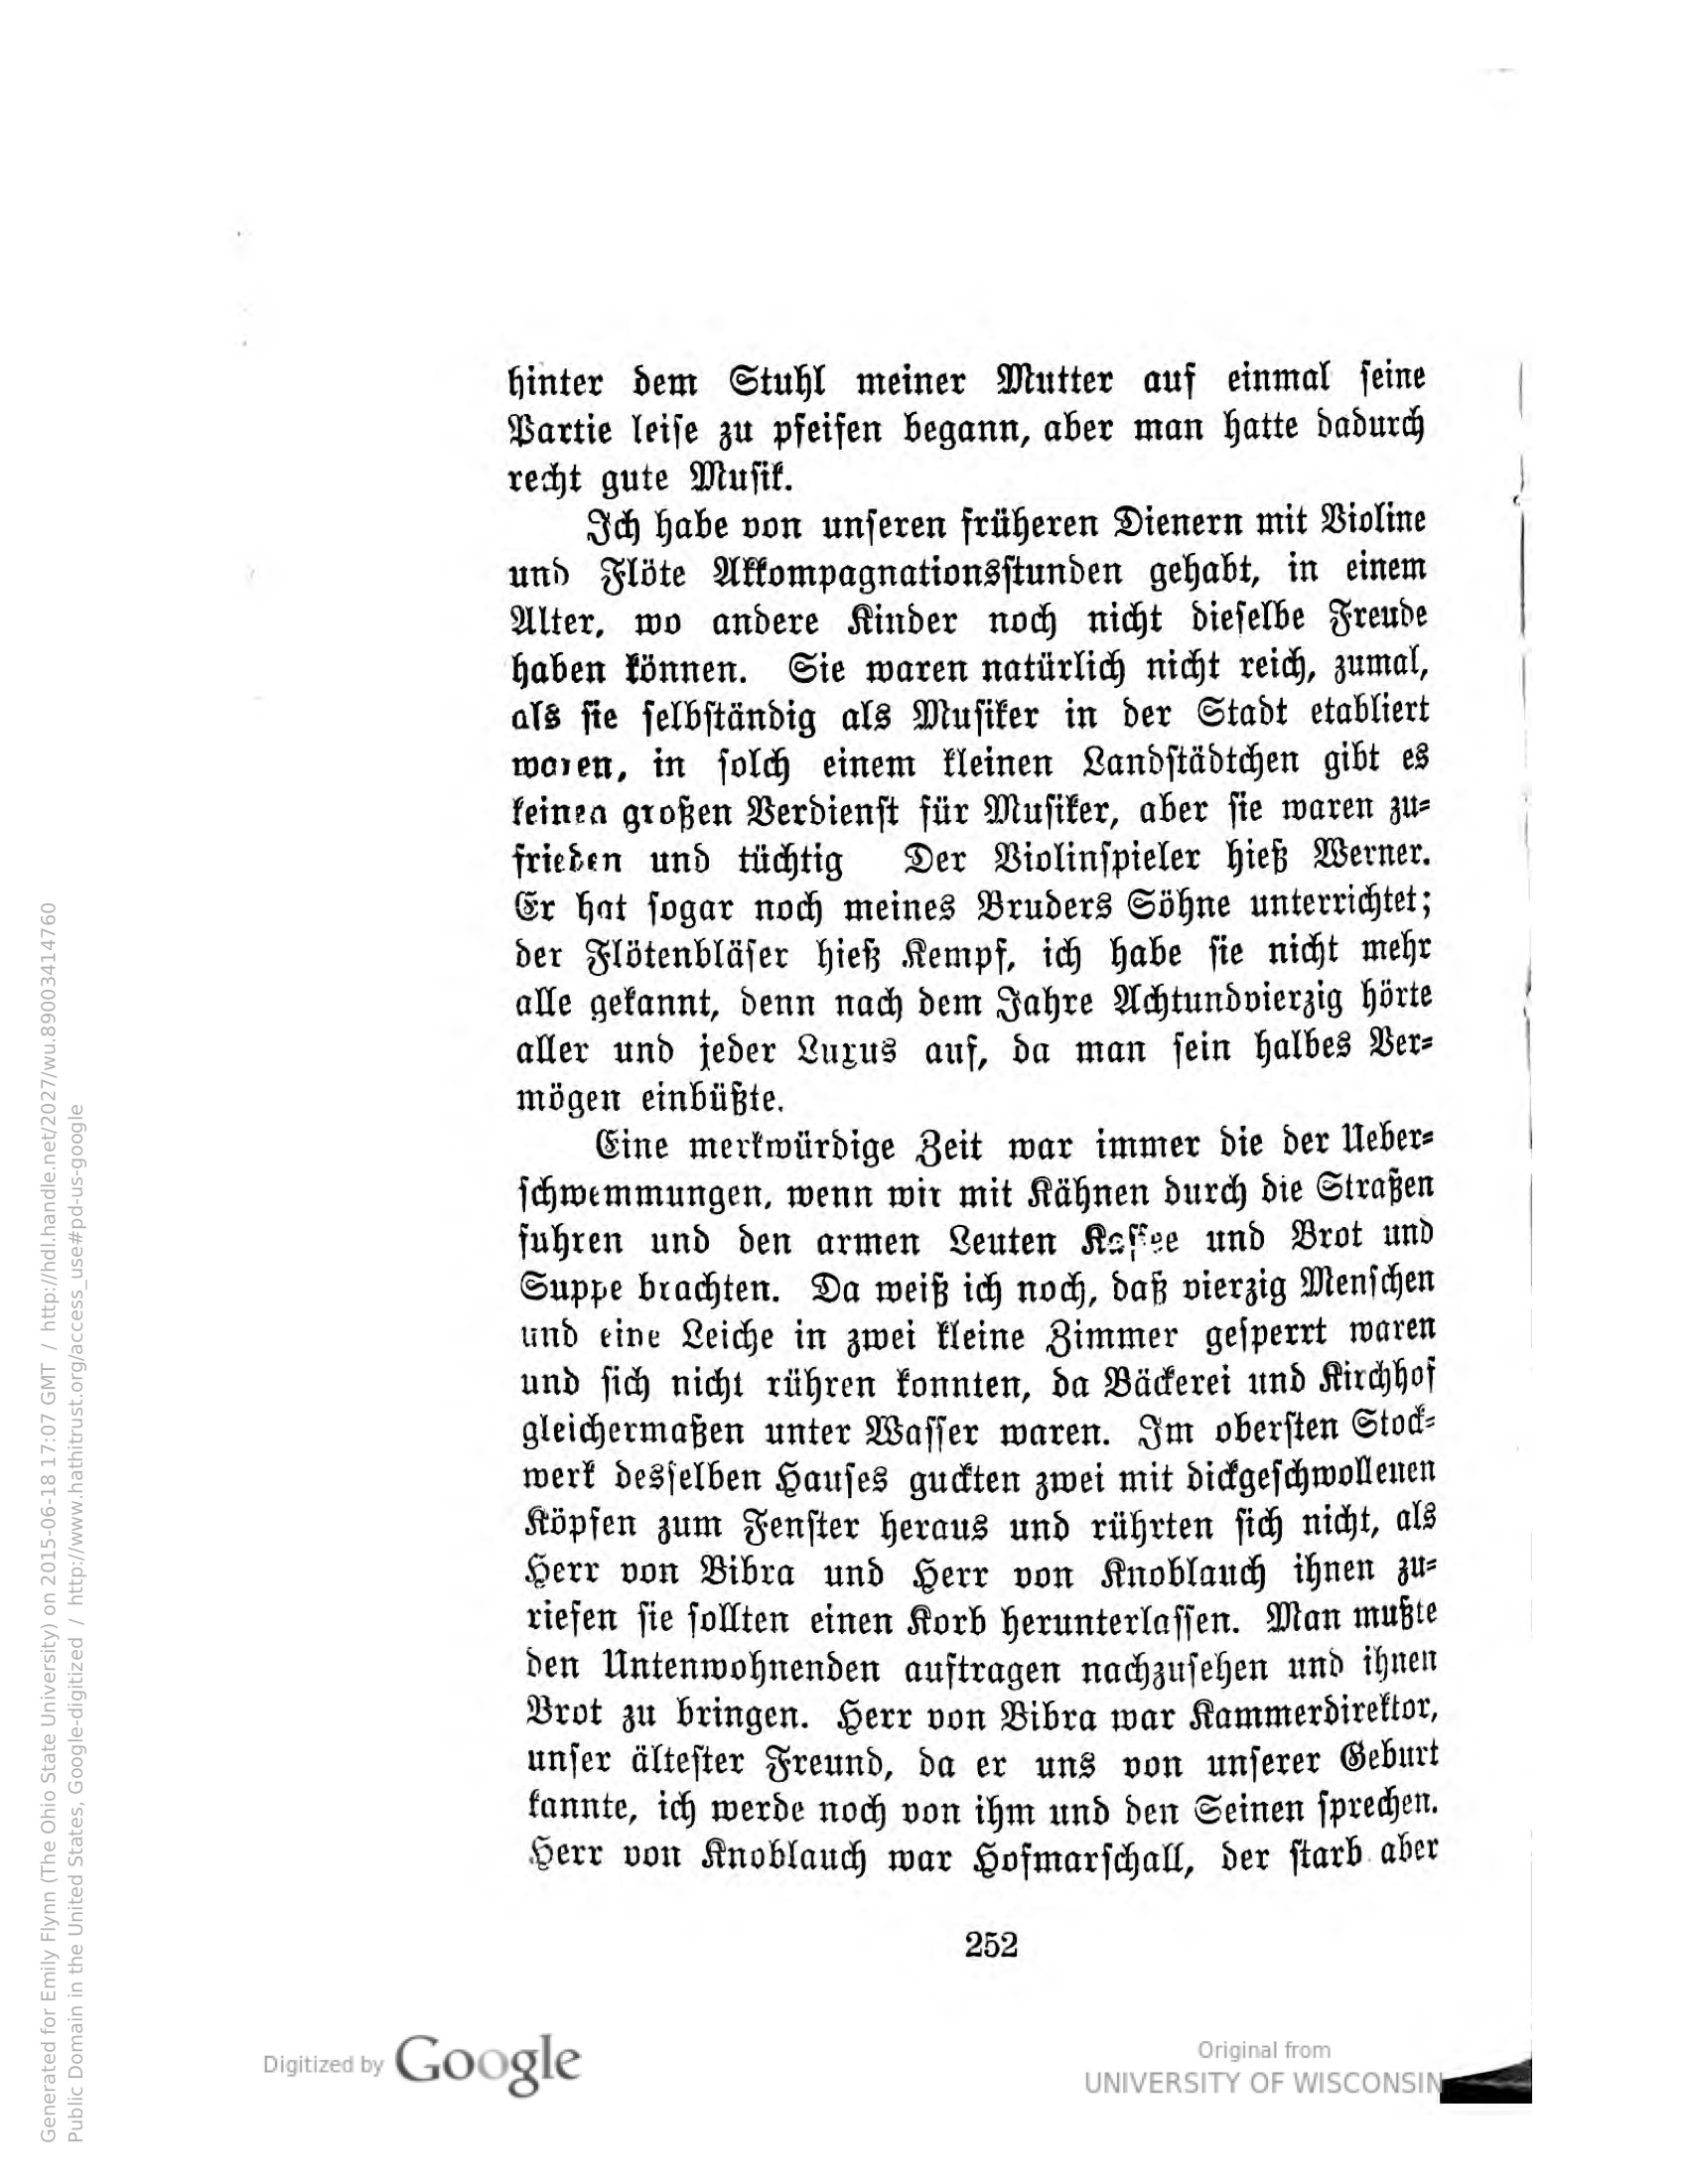 hinter dem Stuhl meiner Mutter auf einmal seine
Partie leise zu pfeifen begann, aber man hatte dadurch
recht gute Musik.
Ich habe von unseren früheren Dienern mit Violine
und Flöte Akkompagnationsstunden gehabt, in einem
Alter, wo andere Kinder noch nicht dieselbe Freude
haben können. Sie waren natürlich nicht reich, zumal,
als sie selbständig als Musiker in der Stadt etabliert
waren, in solch einem kleinen Landstädtchen gibt es
keinen großen Verdienst für Musiker, aber sie waren zu=
frieden und tüchtig Der Violinspieler hieß Werner.
Er hat sogar noch meines Bruders Söhne unterrichtet;
der Flötenbläser hieß Kempf, ich habe sie nicht mehr
alle gekannt, denn nach dem Jahre Achtundvierzig hörte
aller und jeder Luxus auf, da man sein halbes Ver=
mögen einbüßte.
Eine merkwürdige Zeit war immer die der Ueber=
schwemmungen, wenn wir mit Kähnen durch die Straßen
fuhren und den armen Leuten Kaffee und Brot und
Suppe brachten. Da weiß ich noch, daß vierzig Menschen
und eine Leiche in zwei kleine Zimmer gesperrt waren
und sich nicht rühren konnten, da Bäckerei und Kirchhof
gleichermaßen unter Wasser waren. Im obersten Stock=
werk desselben Hauses guckten zwei mit dickgeschwollenen
Köpfen zum Fenster heraus und rührten sich nicht, als
Herr von Bibra und Herr von Knoblauch ihnen zu=
riefen sie sollten einen Korb herunterlassen. Man mußte
den Untenwohnenden auftragen nachzusehen und ihnen
Brot zu bringen. Herr von Bibra war Kammerdirektor,
unser ältester Freund, da er uns von unserer Geburt
kannte, ich werde noch von ihm und den Seinen sprechen.
Herr von Knoblauch war Hofmarschall, der starb aber
252
Digitized by Google
Original from
UNIVERSITY OF WISCONSIN
Generated for Emily Flynn (The Ohio State University) on 2015-06-18 17:07 GMT / http://hdl.handle.net/2027/wu.89003414760
Public Domain in the United States, Google-digitized / http://www.hathitrust.org/access_use#pd-us-google